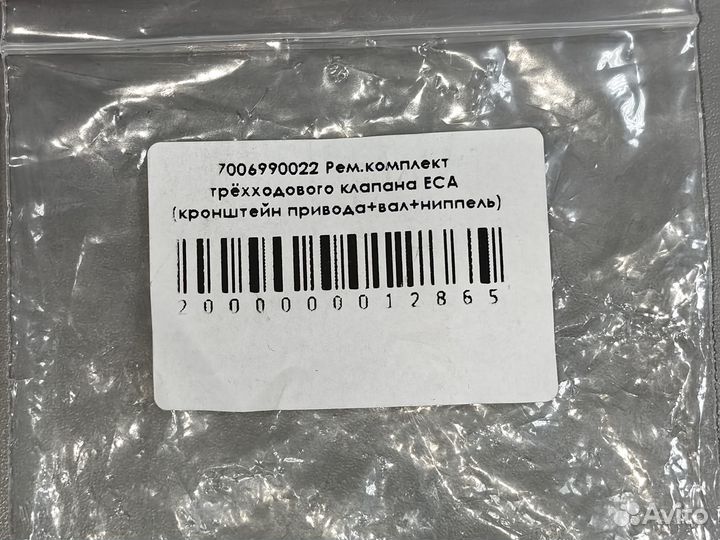 7006990022 Рем.комплект
трёхходового клапана ECA
(кронштейн привода+вал+ниппель)
2000000012865
Avito